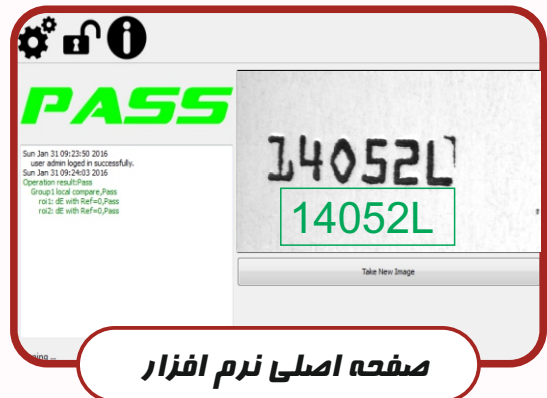 PASS
Sun Jan 31 09:23:50 2016
user admin loged in successfully.
Sun Jan 31 09:24:03 2016
Operation result:Pass
Group1 local compare,Pass
roi1: dE with Ref=0,Pass
roi2: dE with Ref=0,Pass
14052L
14052L
Take New Image
صفحه اصلی نرم افزار